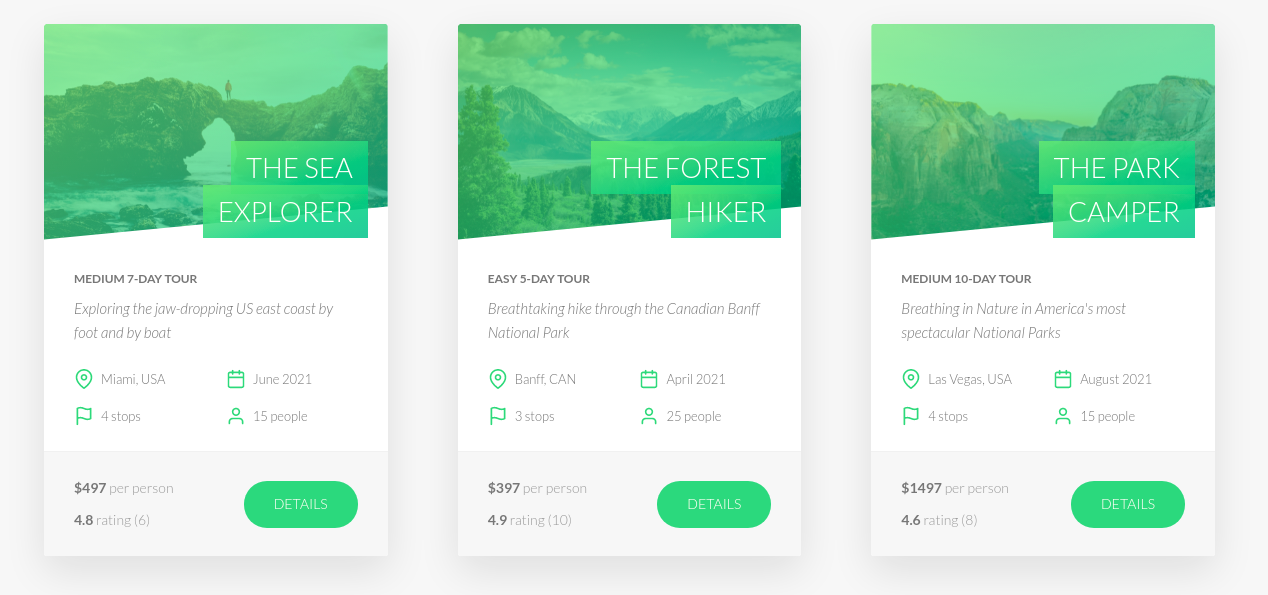 THE SEA
EXPLORER
MEDIUM 7-DAY TOUR
Exploring the jaw-dropping US east coast by
foot and by boat
Miami, USA
June 2021
4 stops
15 people
$497 per person
4.8 rating (6)
DETAILS
THE FOREST
HIKER
EASY 5-DAY TOUR
Breathtaking hike through the Canadian Banff
National Park
Banff, CAN
April 2021
3 stops
25 people
$397 per person
4.9 rating (10)
DETAILS
THE PARK
CAMPER
MEDIUM 10-DAY TOUR
Breathing in Nature in America's most
spectacular National Parks
Las Vegas, USA
August 2021
4 stops
15 people
$1497 per person
4.6 rating (8)
DETAILS